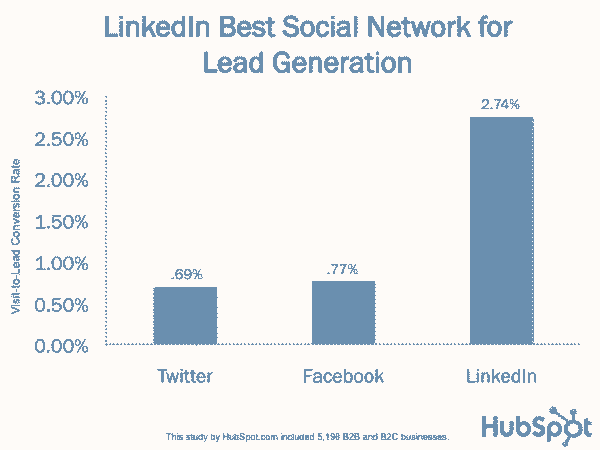 LinkedIn Best Social Network for
Lead Generation
Visit-to-Lead Conversion Rate
3.00%
2.50%
2.00%
1.50%
1.00%
0.50%
0.00%
.69%
.77%
2.74%
Twitter
Facebook
LinkedIn
This study by HubSpot.com included 5,198 B2B and B2C businesses.
HubSpot